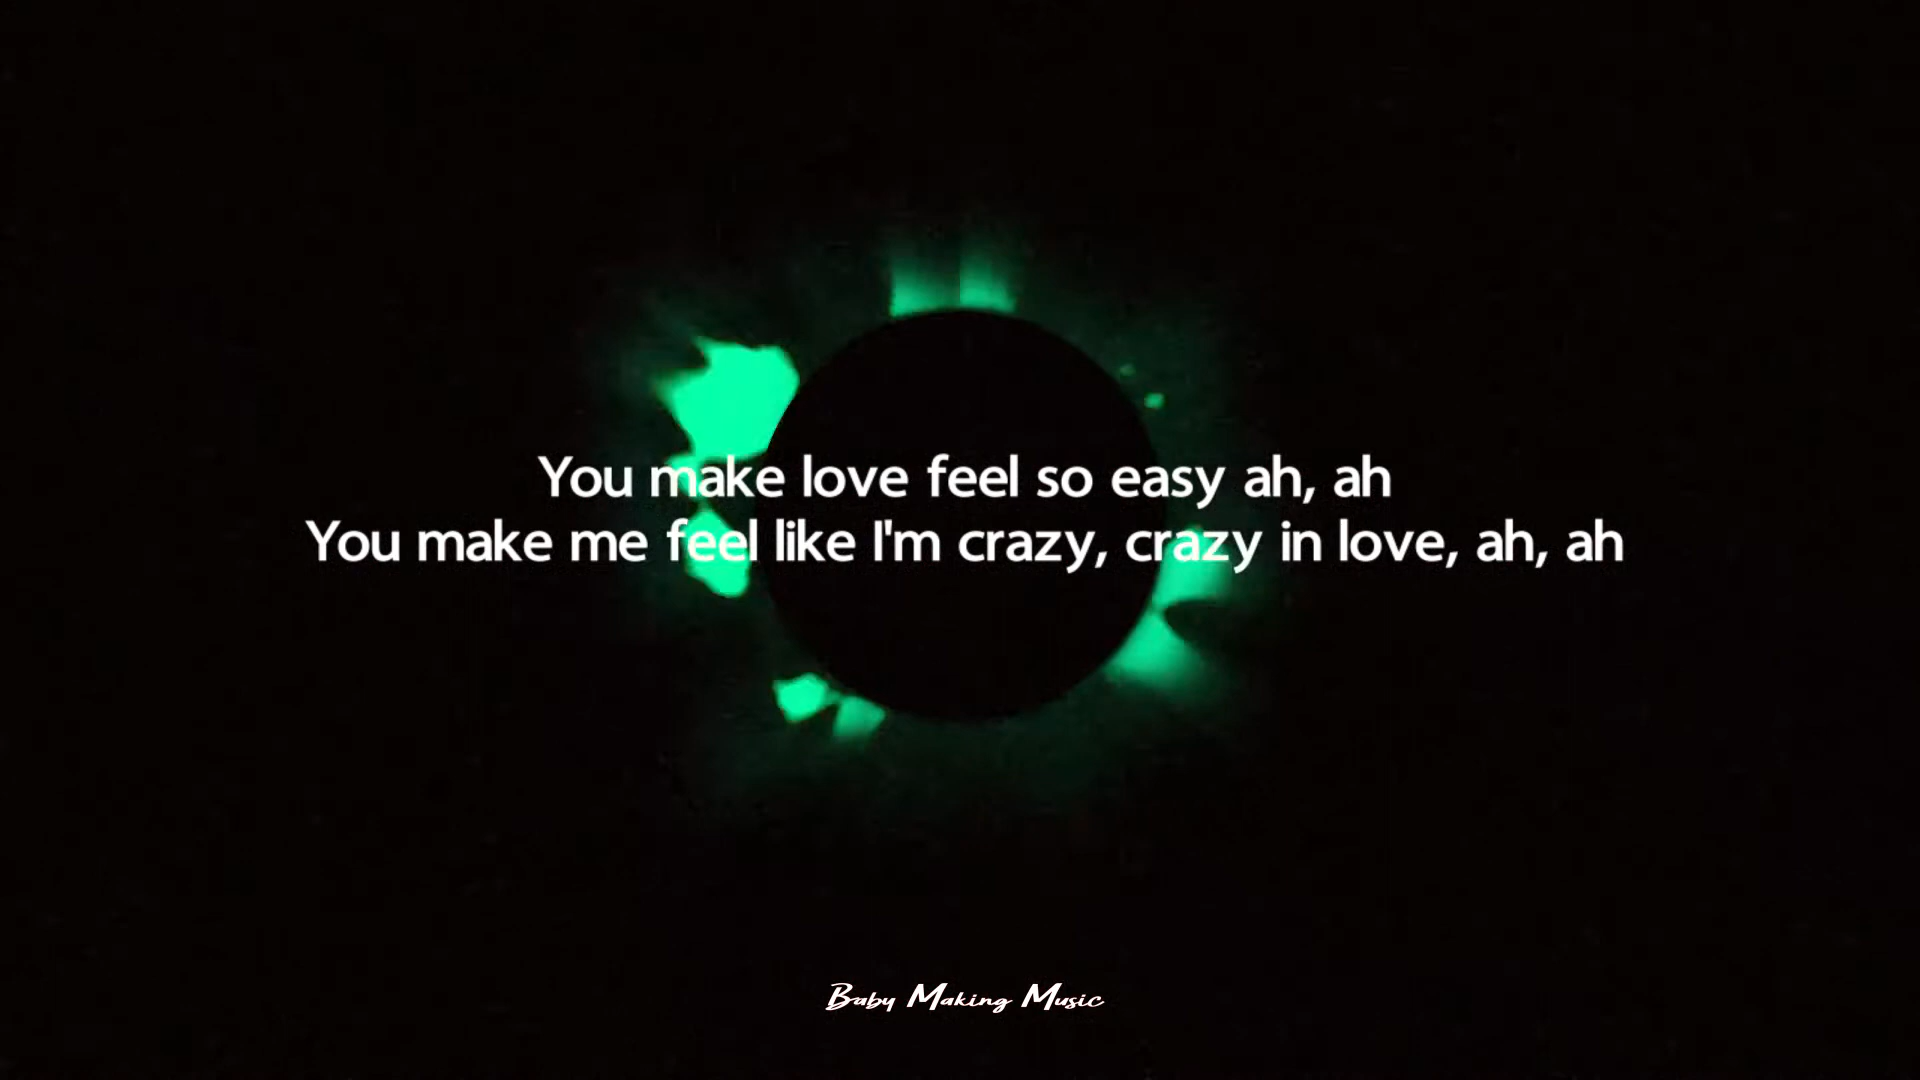 You make love feel so easy ah, ah
You make me feel like I'm crazy, crazy in love, ah, ah
Baby Making Music